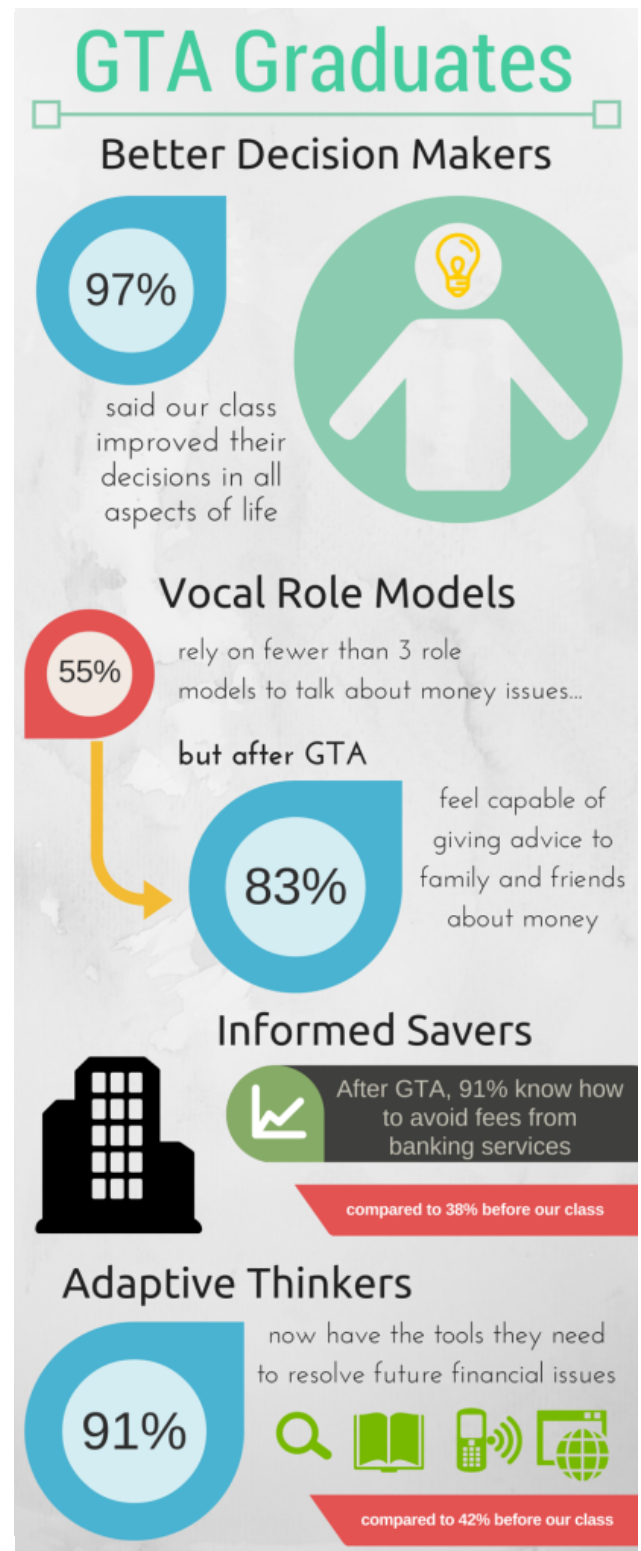 GTA Graduates
Better Decision Makers
97%
said our class
improved their
decisions in all
aspects of life
Vocal Role Models
55%
rely on fewer than 3 role
models to talk about money issues...
but after GTA
83%
feel capable of
giving advice to
family and friends
about money
Informed Savers
After GTA, 91% know how
to avoid fees from
banking services
compared to 38% before our class
Adaptive Thinkers
91%
now have the tools they need
to resolve future financial issues
compared to 42% before our class